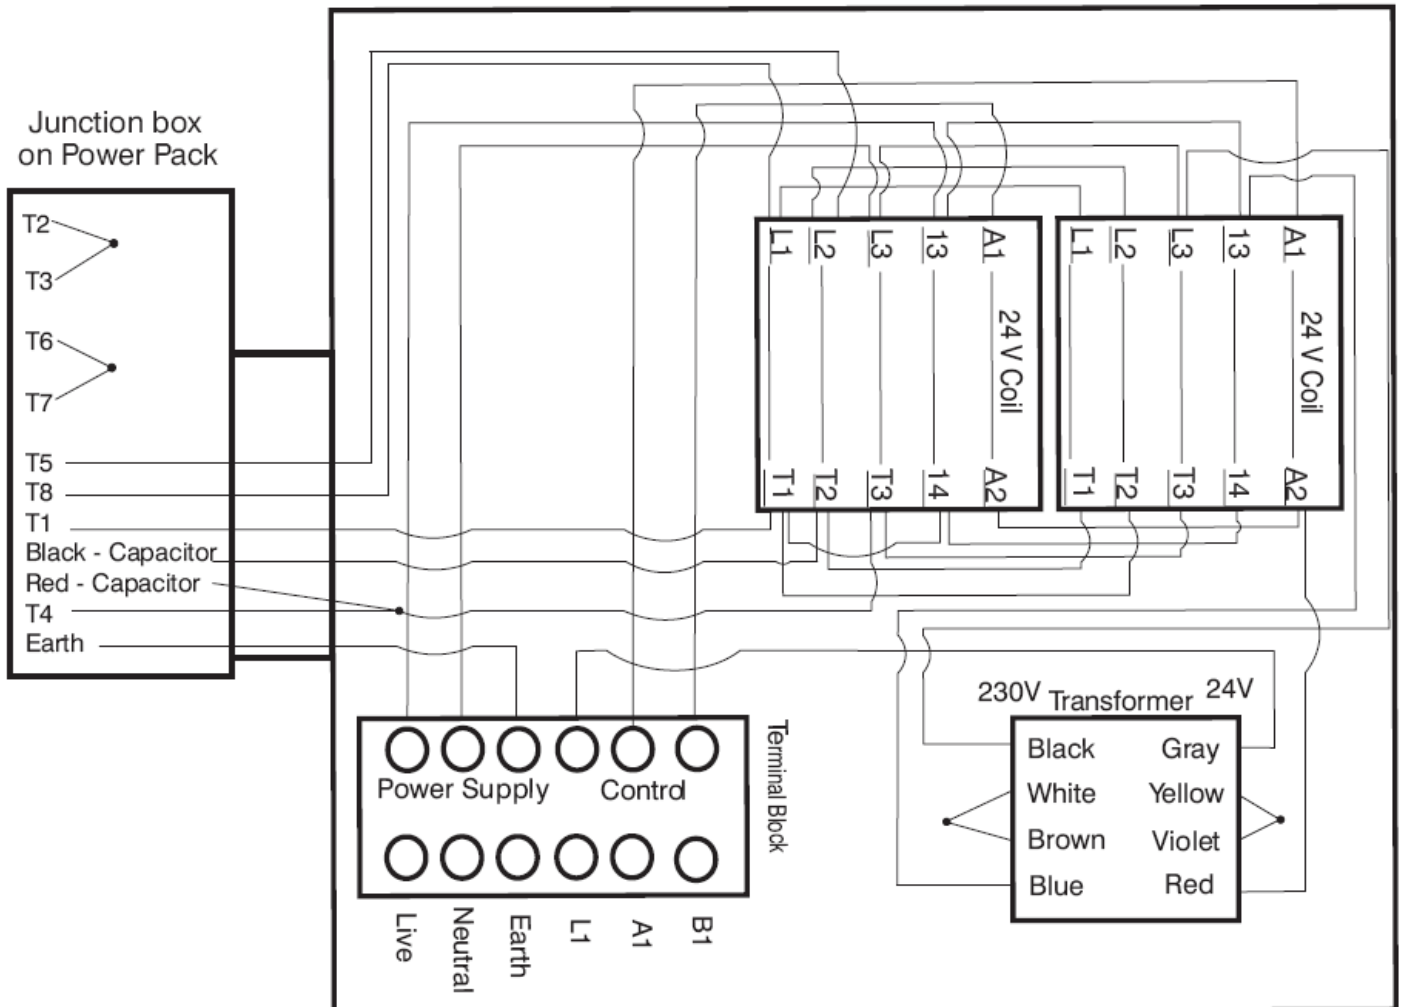 Junction box
on Power Pack
T2
T3
T6
T7
T5
T8
T1
Black - Capacitor
Red - Capacitor
T4
Earth
L1 L2 L3 13 A1
24 V Coil
T1 T2 T3 14 A2
L1 L2 L3 13 A1
24 V Coil
T1 T2 T3 14 A2
230V Transformer 24V
Black Gray
White Yellow
Brown Violet
Blue Red
Power Supply Control
Terminal Block
Live Neutral Earth L1 A1 B1